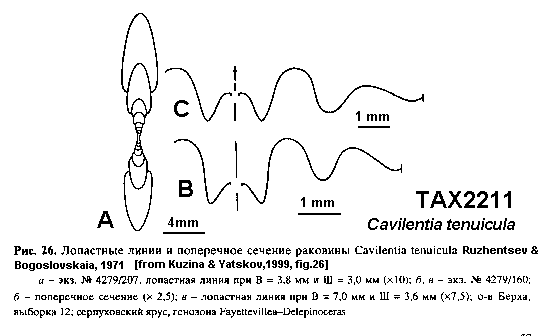 C
1 mm
B
1 mm
A
4mm
TAX2211
Cavilentia tenuicula
Рис. 26. Лопастные линии и поперечное сечение раковины Cavilentia tenuicula Ruzhentsev &
Bogoslovskaia, 1971 [from Kuzina & Yatskov,1999, fig.26]
а – экз. № 4279/207, лопастная линия при В = 3,8 мм и Ш = 3,0 мм (×10); б, в – экз. № 4279/160;
б – поперечное сечение (× 2,5); в – лопастная линия при В = 7,0 мм и Ш = 3,6 мм (×7,5); о-в Берха,
выборка 12; серпуховский ярус, генозона Fayettevillea–Delepinoceras